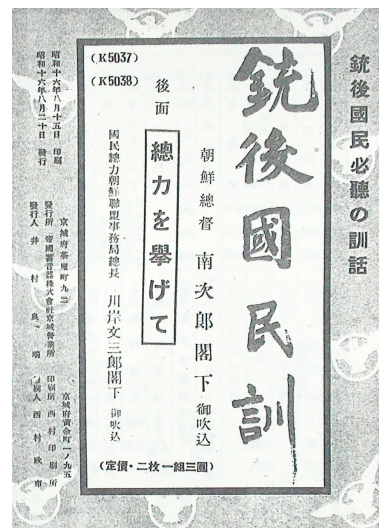 銃後國民必聽の訓話
銃後國民訓
朝鮮總督 南次郎閣下 御吹込
後面
總力を擧げて
國民總力朝鮮聯盟事務局總長 川岸文三郎閣下 御吹込
(K5037)
(K5038)
(定價・二枚一組三圓)
昭和十六年八月十五日 印刷
昭和十六年八月二十日 發行
京城府茶屋町九二
發行所 帝國蓄音器株式會社京城營業所
發行人 井村良瑞
京城府黃金町一ノ九五
印刷所 西村印刷所
印刷人 西村政市